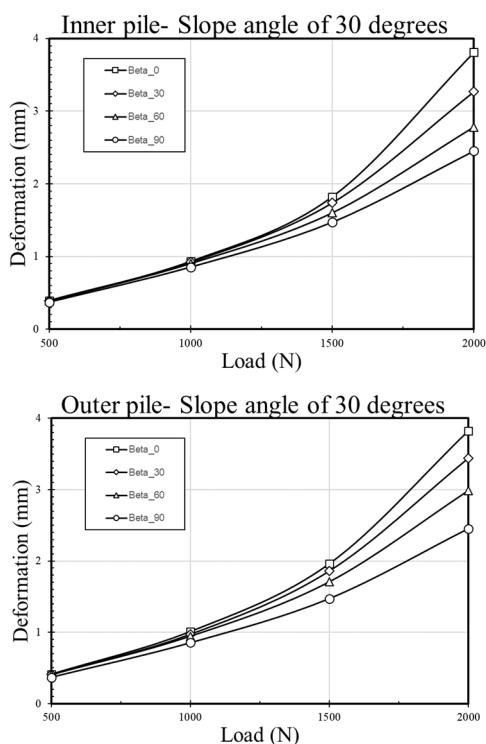 Inner pile- Slope angle of 30 degrees
4
3
2
1
0
Deformation (mm)
Beta_0
Beta_30
Beta_60
Beta_90
500 1000 1500 2000
Load (N)
Outer pile- Slope angle of 30 degrees
4
3
2
1
0
Deformation (mm)
Beta_0
Beta_30
Beta_60
Beta_90
500 1000 1500 2000
Load (N)